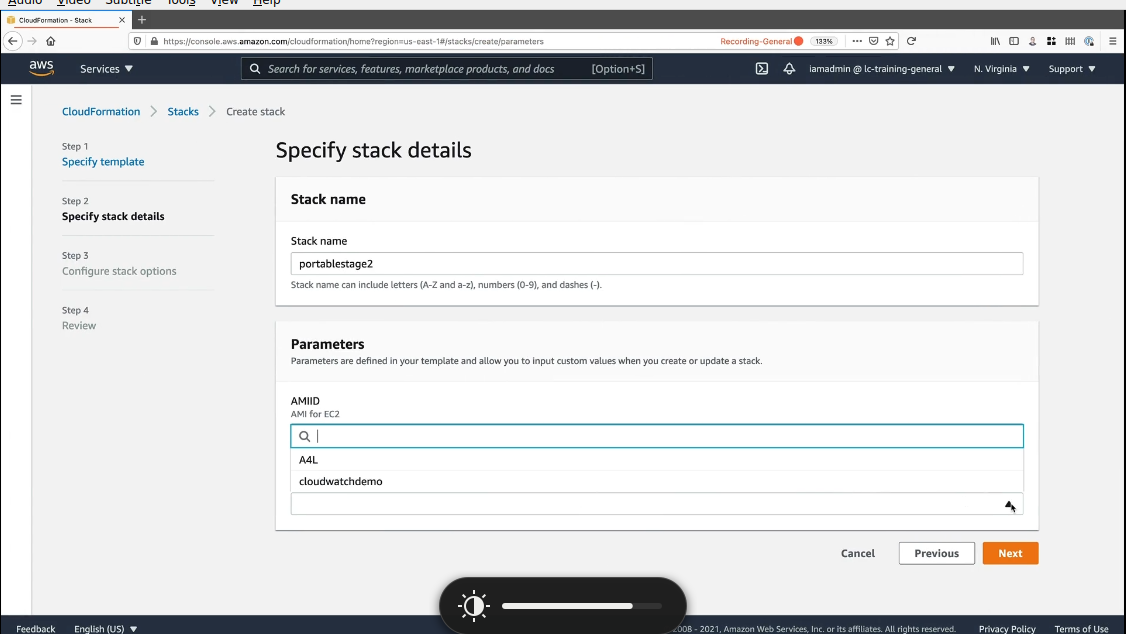 Audio Video Subtitle Tools View Help
CloudFormation - Stack
https://console.aws.amazon.com/cloudformation/home?region=us-east-1#/stacks/create/parameters
Recording-General
133%
aws
Services
Search for services, features, marketplace products, and docs
[Option+S]
iamadmin @ lc-training-general
N. Virginia
Support
CloudFormation
Stacks
Create stack
Step 1
Specify template
Step 2
Specify stack details
Step 3
Configure stack options
Step 4
Review
Specify stack details
Stack name
Stack name
portablestage2
Stack name can include letters (A-Z and a-z), numbers (0-9), and dashes (-).
Parameters
Parameters are defined in your template and allow you to input custom values when you create or update a stack.
AMIID
AMI for EC2
A4L
cloudwatchdemo
Cancel
Previous
Next
Feedback
English (US)
2008 - 2021, Amazon Web Services, Inc. or its affiliates. All rights reserved.
Privacy Policy
Terms of Use